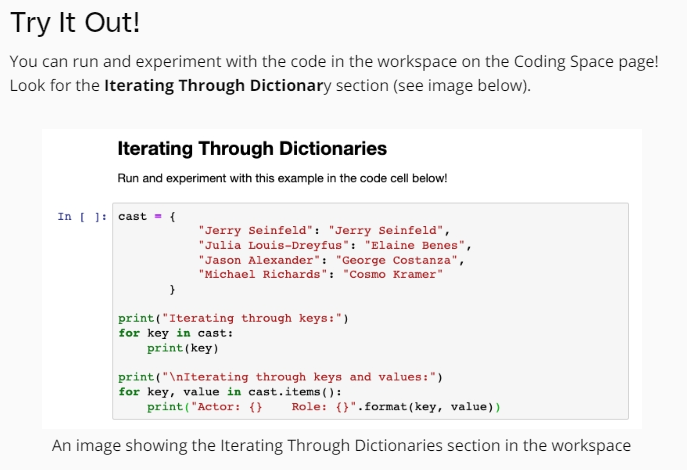 Try It Out!
You can run and experiment with the code in the workspace on the Coding Space page!
Look for the Iterating Through Dictionary section (see image below).
Iterating Through Dictionaries
Run and experiment with this example in the code cell below!
In [ ]: cast = {
"Jerry Seinfeld": "Jerry Seinfeld",
"Julia Louis-Dreyfus": "Elaine Benes",
"Jason Alexander": "George Costanza",
"Michael Richards": "Cosmo Kramer"
}
print("Iterating through keys:")
for key in cast:
print(key)
print("\nIterating through keys and values:")
for key, value in cast.items():
print("Actor: {}    Role: {}".format(key, value))
An image showing the Iterating Through Dictionaries section in the workspace